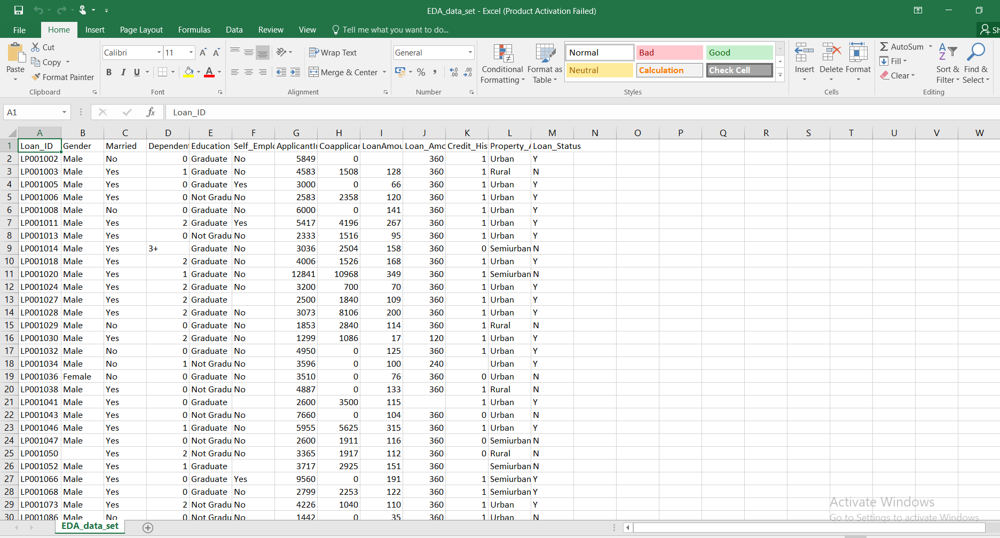 EDA_data_set - Excel (Product Activation Failed)
File Home Insert Page Layout Formulas Data Review View Tell me what you want to do... Sh
Paste Cut Copy Format Painter Clipboard
Calibri 11 A A B I U A Font
Wrap Text Merge & Center Alignment
General % , .00 .00 Number
Conditional Formatting Format as Table Normal Bad Good Neutral Calculation Check Cell Styles
Insert Delete Format Cells
AutoSum Fill Clear Sort & Filter Find & Select Editing
A1 fx Loan_ID
A B C D E F G H I J K L M N O P Q R S T U V W
1 Loan_ID Gender Married Dependent Education Self_Emplo ApplicantIn Coapplican LoanAmou Loan_Amo Credit_His Property_A Loan_Status
2 LP001002 Male No 0 Graduate No 5849 0 360 1 Urban Y
3 LP001003 Male Yes 1 Graduate No 4583 1508 128 360 1 Rural N
4 LP001005 Male Yes 0 Graduate Yes 3000 0 66 360 1 Urban Y
5 LP001006 Male Yes 0 Not Gradu No 2583 2358 120 360 1 Urban Y
6 LP001008 Male No 0 Graduate No 6000 0 141 360 1 Urban Y
7 LP001011 Male Yes 2 Graduate Yes 5417 4196 267 360 1 Urban Y
8 LP001013 Male Yes 0 Not Gradu No 2333 1516 95 360 1 Urban Y
9 LP001014 Male Yes 3+ Graduate No 3036 2504 158 360 0 Semiurban N
10 LP001018 Male Yes 2 Graduate No 4006 1526 168 360 1 Urban Y
11 LP001020 Male Yes 1 Graduate No 12841 10968 349 360 1 Semiurban N
12 LP001024 Male Yes 2 Graduate No 3200 700 70 360 1 Urban Y
13 LP001027 Male Yes 2 Graduate 2500 1840 109 360 1 Urban Y
14 LP001028 Male Yes 2 Graduate No 3073 8106 200 360 1 Urban Y
15 LP001029 Male No 0 Graduate No 1853 2840 114 360 1 Rural N
16 LP001030 Male Yes 2 Graduate No 1299 1086 17 120 1 Urban Y
17 LP001032 Male No 0 Graduate No 4950 0 125 360 1 Urban Y
18 LP001034 Male No 1 Not Gradu No 3596 0 100 240 Urban Y
19 LP001036 Female No 0 Graduate No 3510 0 76 360 0 Urban N
20 LP001038 Male Yes 0 Not Gradu No 4887 0 133 360 1 Rural N
21 LP001041 Male Yes 0 Graduate 2600 3500 115 1 Urban Y
22 LP001043 Male Yes 0 Not Gradu No 7660 0 104 360 0 Urban N
23 LP001046 Male Yes 1 Graduate No 5955 5625 315 360 1 Urban Y
24 LP001047 Male Yes 0 Not Gradu No 2600 1911 116 360 0 Semiurban N
25 LP001050 Yes 2 Not Gradu No 3365 1917 112 360 0 Rural N
26 LP001052 Male Yes 1 Graduate 3717 2925 151 360 Semiurban N
27 LP001066 Male Yes 0 Graduate Yes 9560 0 191 360 1 Semiurban Y
28 LP001068 Male Yes 0 Graduate No 2799 2253 122 360 1 Semiurban Y
29 LP001073 Male Yes 2 Not Gradu No 4226 1040 110 360 1 Urban Y
30 LP001086 Male No 0 Not Gradu No 1442 0 35 360 1 Urban N
Activate Windows
Go to Settings to activate Windows.
EDA_data_set